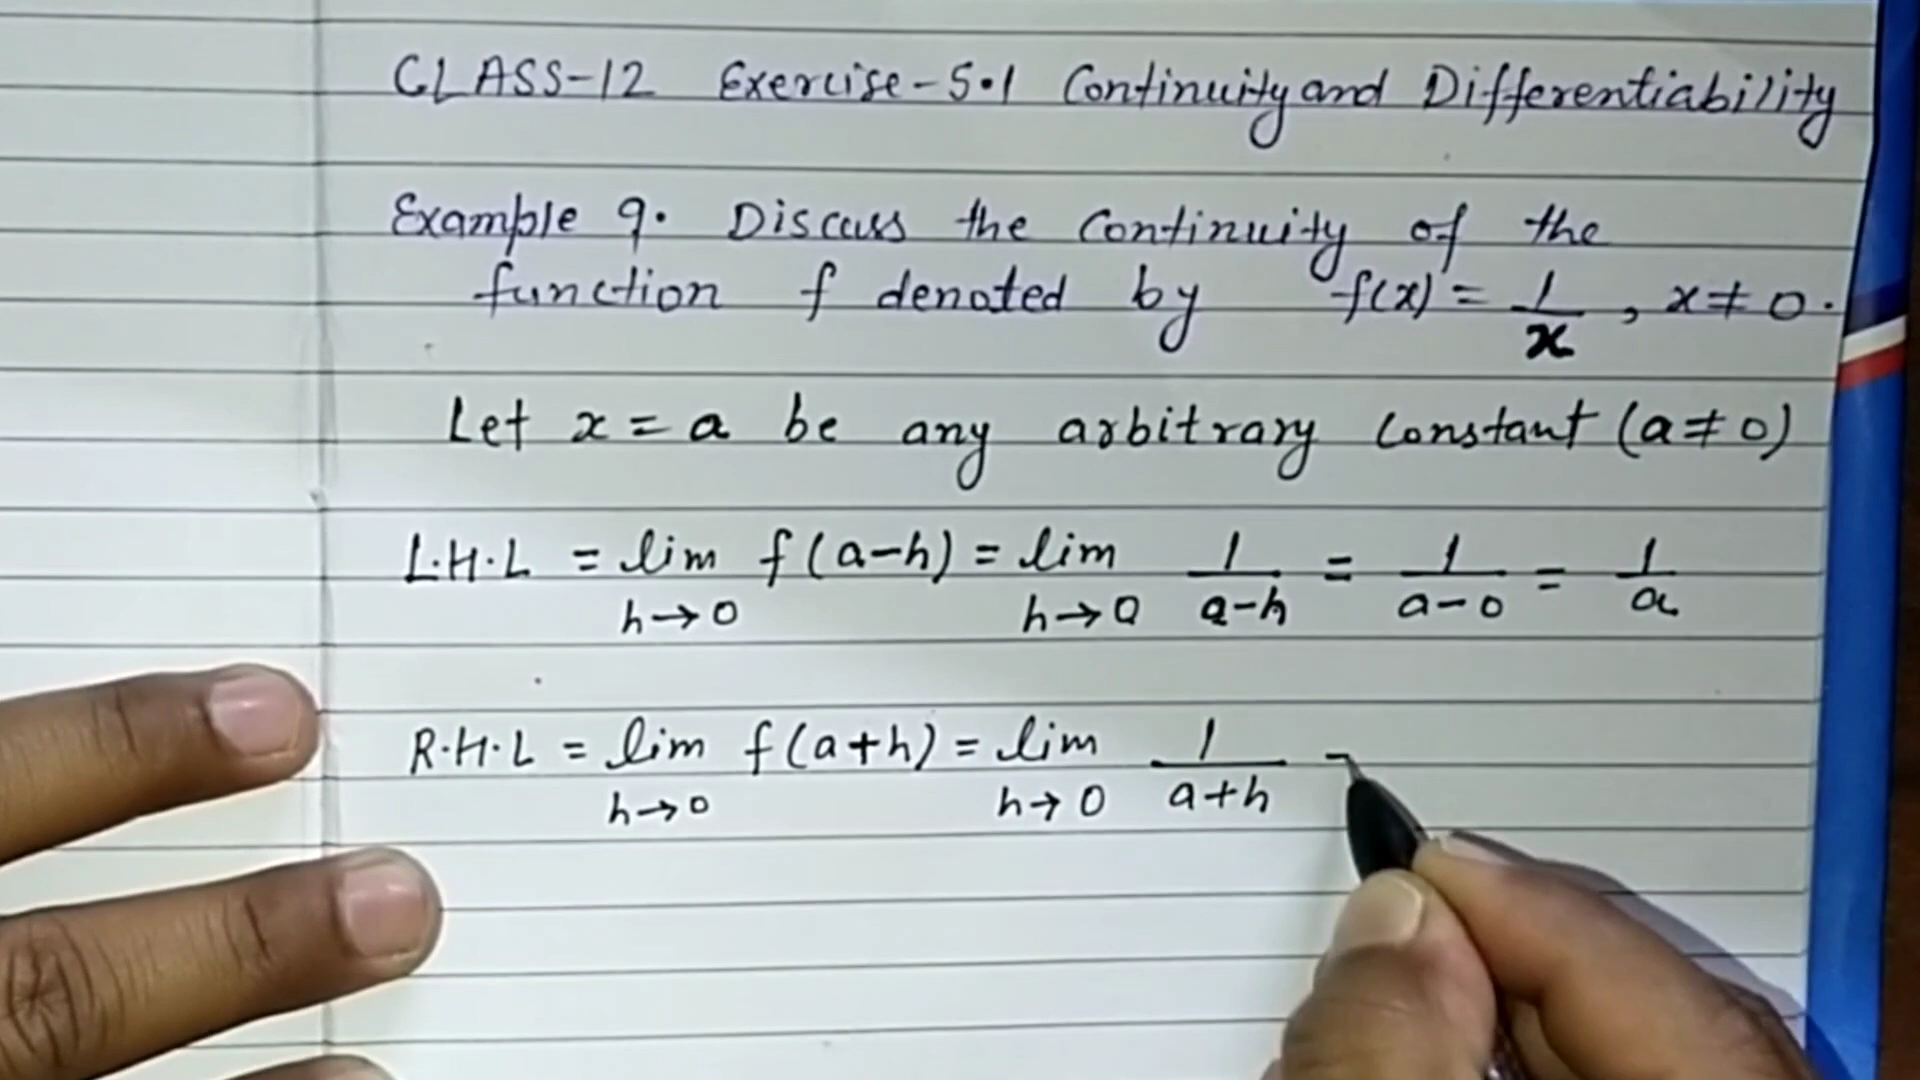 CLASS-12 Exercise-5.1 Continuity and Differentiability
Example 9. Discuss the Continuity of the
function f denoted by f(x) = 1/x , x ≠ 0.
Let x = a be any arbitrary Constant (a ≠ 0)
L.H.L = lim h→0 f(a-h) = lim h→0 1/(a-h) = 1/(a-0) = 1/a
R.H.L = lim h→0 f(a+h) = lim h→0 1/(a+h) -